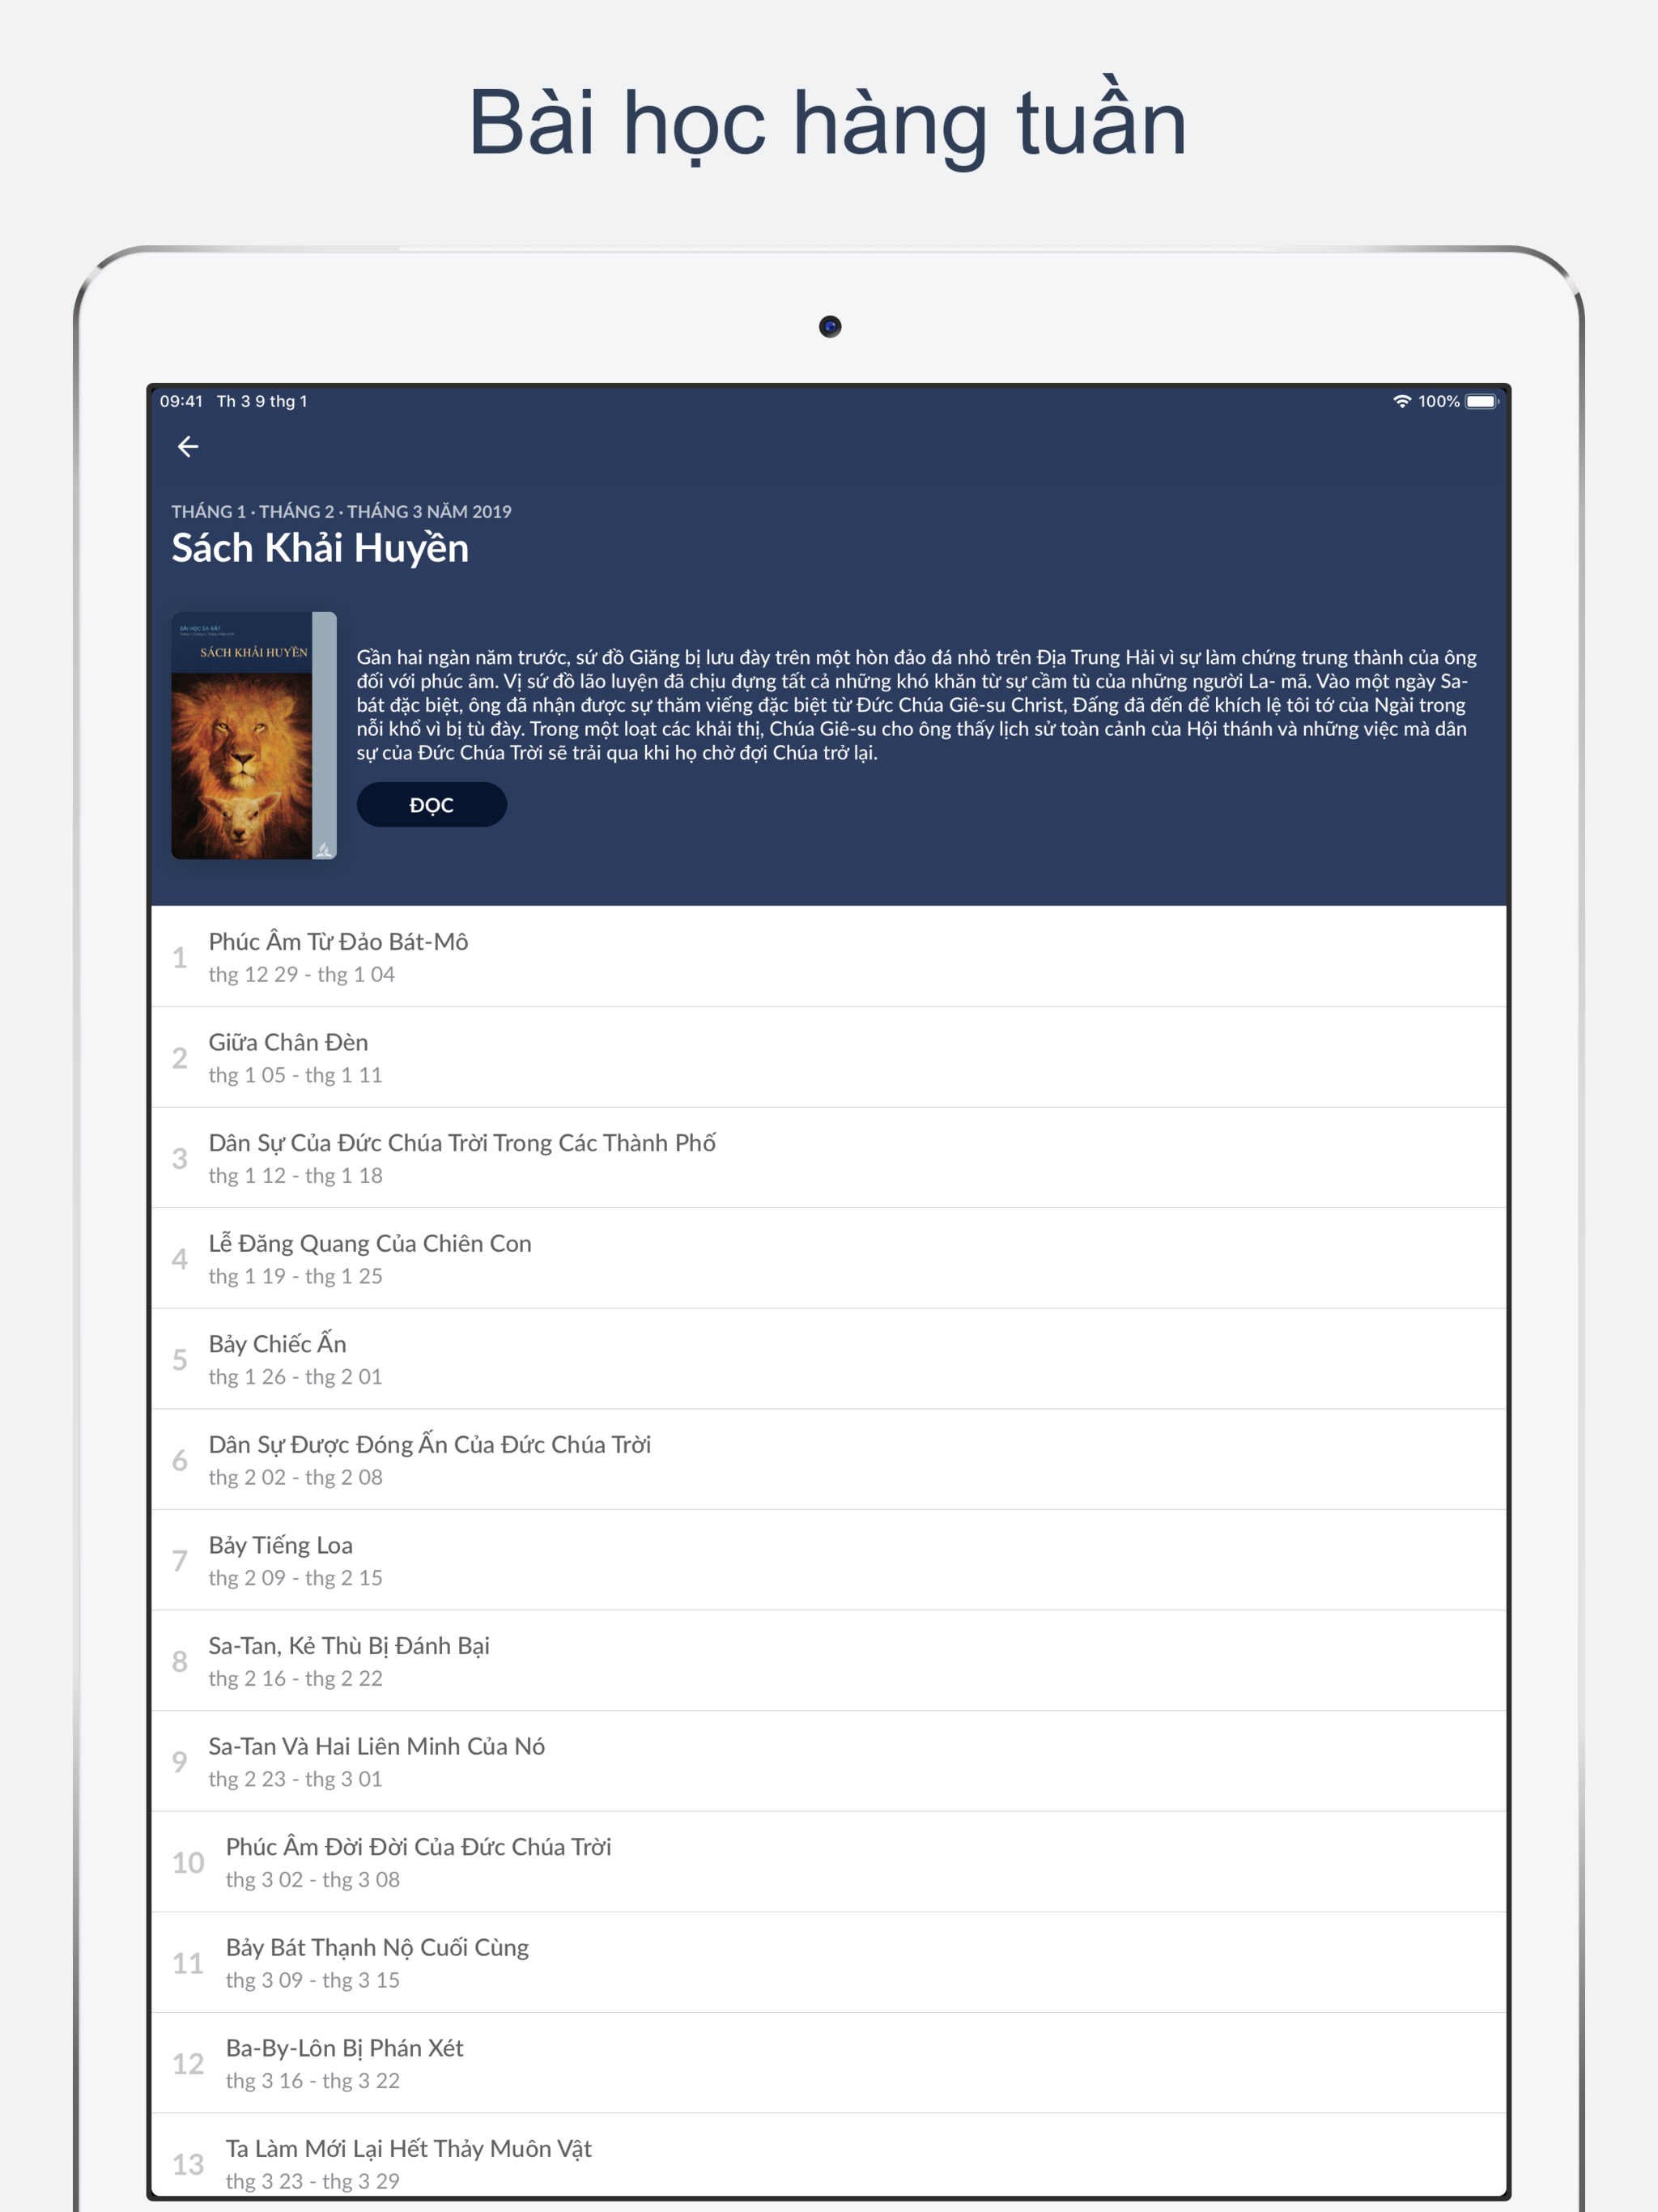 Bài học hàng tuần
09:41 Th 3 9 thg 1
100%
THÁNG 1 · THÁNG 2 · THÁNG 3 NĂM 2019
Sách Khải Huyền
BÀI HỌC SA BÁT
SÁCH KHẢI HUYỀN
Gần hai ngàn năm trước, sứ đồ Giăng bị lưu đày trên một hòn đảo đá nhỏ trên Địa Trung Hải vì sự làm chứng trung thành của ông
đối với phúc âm. Vị sứ đồ lão luyện đã chịu đựng tất cả những khó khăn từ sự cầm tù của những người La- mã. Vào một ngày Sa-
bát đặc biệt, ông đã nhận được sự thăm viếng đặc biệt từ Đức Chúa Giê-su Christ, Đấng đã đến để khích lệ tôi tớ của Ngài trong
nỗi khổ vì bị tù đày. Trong một loạt các khải thị, Chúa Giê-su cho ông thấy lịch sử toàn cảnh của Hội thánh và những việc mà dân
sự của Đức Chúa Trời sẽ trải qua khi họ chờ đợi Chúa trở lại.
ĐỌC
1
Phúc Âm Từ Đảo Bát-Mô
thg 12 29 - thg 1 04
2
Giữa Chân Đèn
thg 1 05 - thg 1 11
3
Dân Sự Của Đức Chúa Trời Trong Các Thành Phố
thg 1 12 - thg 1 18
4
Lễ Đăng Quang Của Chiên Con
thg 1 19 - thg 1 25
5
Bảy Chiếc Ấn
thg 1 26 - thg 2 01
6
Dân Sự Được Đóng Ấn Của Đức Chúa Trời
thg 2 02 - thg 2 08
7
Bảy Tiếng Loa
thg 2 09 - thg 2 15
8
Sa-Tan, Kẻ Thù Bị Đánh Bại
thg 2 16 - thg 2 22
9
Sa-Tan Và Hai Liên Minh Của Nó
thg 2 23 - thg 3 01
10
Phúc Âm Đời Đời Của Đức Chúa Trời
thg 3 02 - thg 3 08
11
Bảy Bát Thạnh Nộ Cuối Cùng
thg 3 09 - thg 3 15
12
Ba-By-Lôn Bị Phán Xét
thg 3 16 - thg 3 22
13
Ta Làm Mới Lại Hết Thảy Muôn Vật
thg 3 23 - thg 3 29